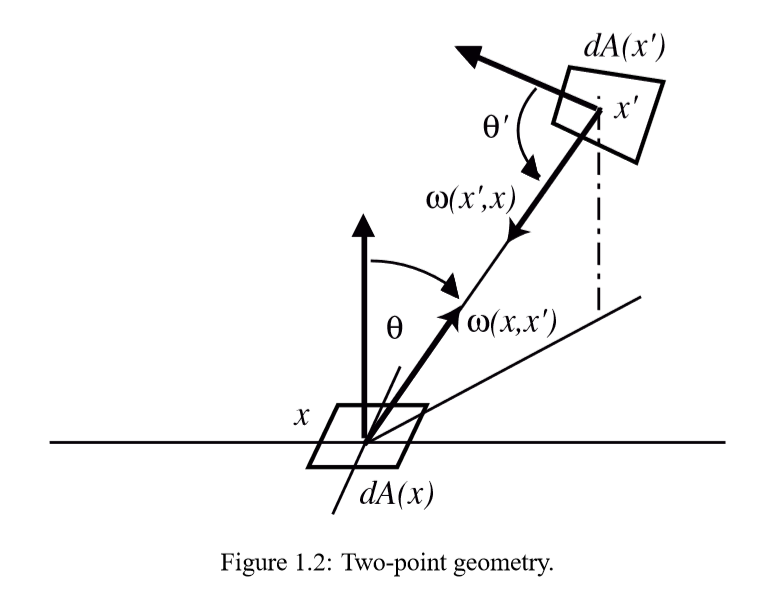 dA(x')
x'
θ'
ω(x',x)
θ
ω(x,x')
x
dA(x)
Figure 1.2: Two-point geometry.